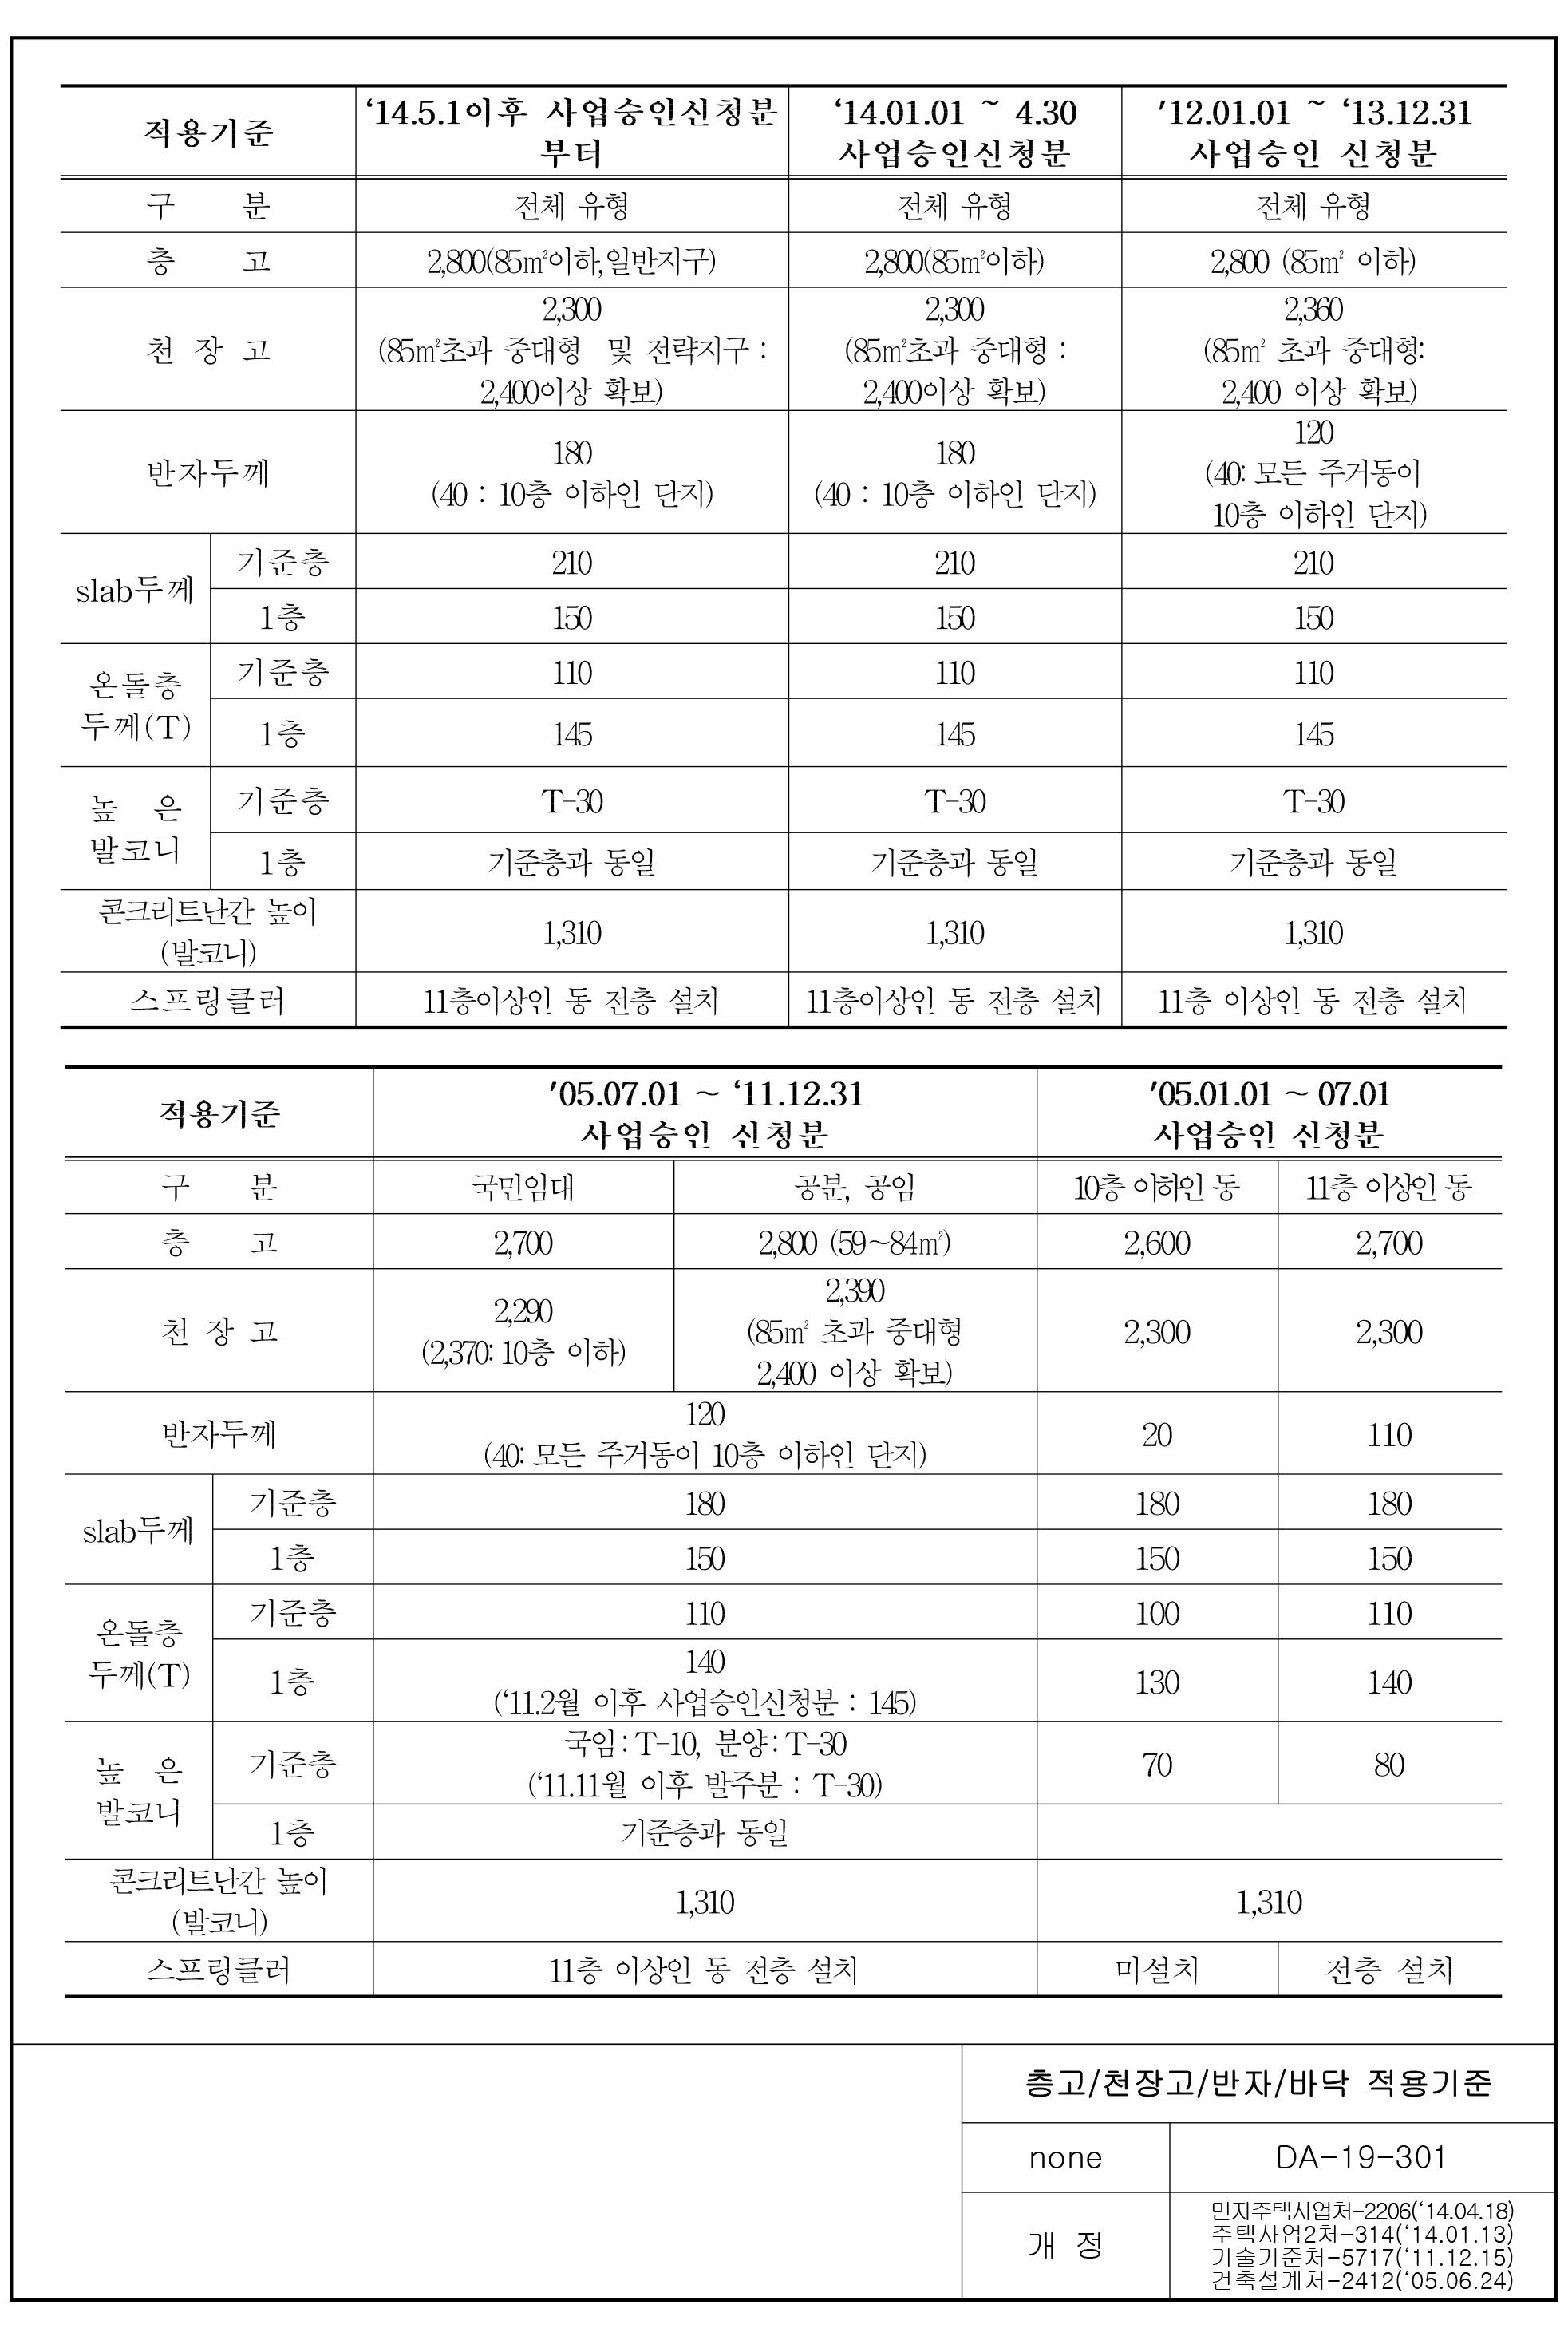 적용기준
‘14.5.1이후 사업승인신청분
부터
‘14.01.01 ~ 4.30
사업승인신청분
′12.01.01 ~ ‘13.12.31
사업승인 신청분
구 분
전체 유형
전체 유형
전체 유형
층 고
2,800(85㎡이하,일반지구)
2,800(85㎡이하)
2,800 (85㎡ 이하)
천 장 고
2,300
(85㎡초과 중대형 및 전략지구 :
2,400이상 확보)
2,300
(85㎡초과 중대형 :
2,400이상 확보)
2,360
(85㎡ 초과 중대형:
2,400 이상 확보)
반자두께
180
(40 : 10층 이하인 단지)
180
(40 : 10층 이하인 단지)
120
(40: 모든 주거동이
10층 이하인 단지)
slab두께
기준층
210
210
210
1층
150
150
150
온돌층
두께(T)
기준층
110
110
110
1층
145
145
145
높 은
발코니
기준층
T-30
T-30
T-30
1층
기준층과 동일
기준층과 동일
기준층과 동일
콘크리트난간 높이
(발코니)
1,310
1,310
1,310
스프링클러
11층이상인 동 전층 설치
11층이상인 동 전층 설치
11층 이상인 동 전층 설치
적용기준
′05.07.01 ~ ‘11.12.31
사업승인 신청분
′05.01.01 ~ 07.01
사업승인 신청분
구 분
국민임대
공분, 공임
10층 이하인 동
11층 이상인 동
층 고
2,700
2,800 (59~84㎡)
2,600
2,700
천 장 고
2,290
(2,370: 10층 이하)
2,390
(85㎡ 초과 중대형
2,400 이상 확보)
2,300
2,300
반자두께
120
(40: 모든 주거동이 10층 이하인 단지)
20
110
slab두께
기준층
180
180
180
1층
150
150
150
온돌층
두께(T)
기준층
110
100
110
1층
140
(‘11.2월 이후 사업승인신청분 : 145)
130
140
높 은
발코니
기준층
국임 : T-10, 분양 : T-30
(‘11.11월 이후 발주분 : T-30)
70
80
1층
기준층과 동일
콘크리트난간 높이
(발코니)
1,310
1,310
스프링클러
11층 이상인 동 전층 설치
미설치
전층 설치
층고/천장고/반자/바닥 적용기준
none
DA-19-301
개 정
민자주택사업처-2206(‘14.04.18)
주택사업2처-314(‘14.01.13)
기술기준처-5717(‘11.12.15)
건축설계처-2412(‘05.06.24)